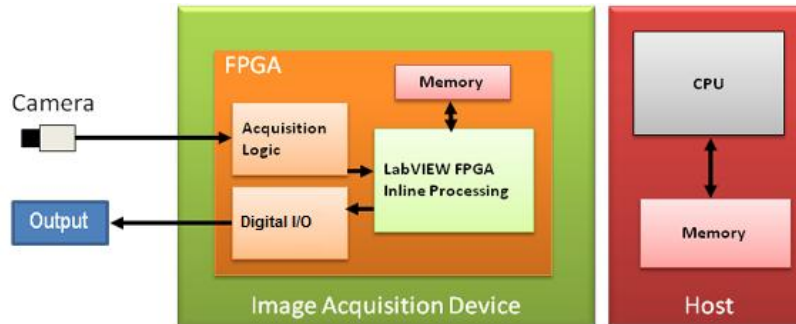 FPGA
Memory
CPU
Camera
Acquisition
Logic
LabVIEW FPGA
Inline Processing
Output
Digital I/O
Memory
Image Acquisition Device
Host